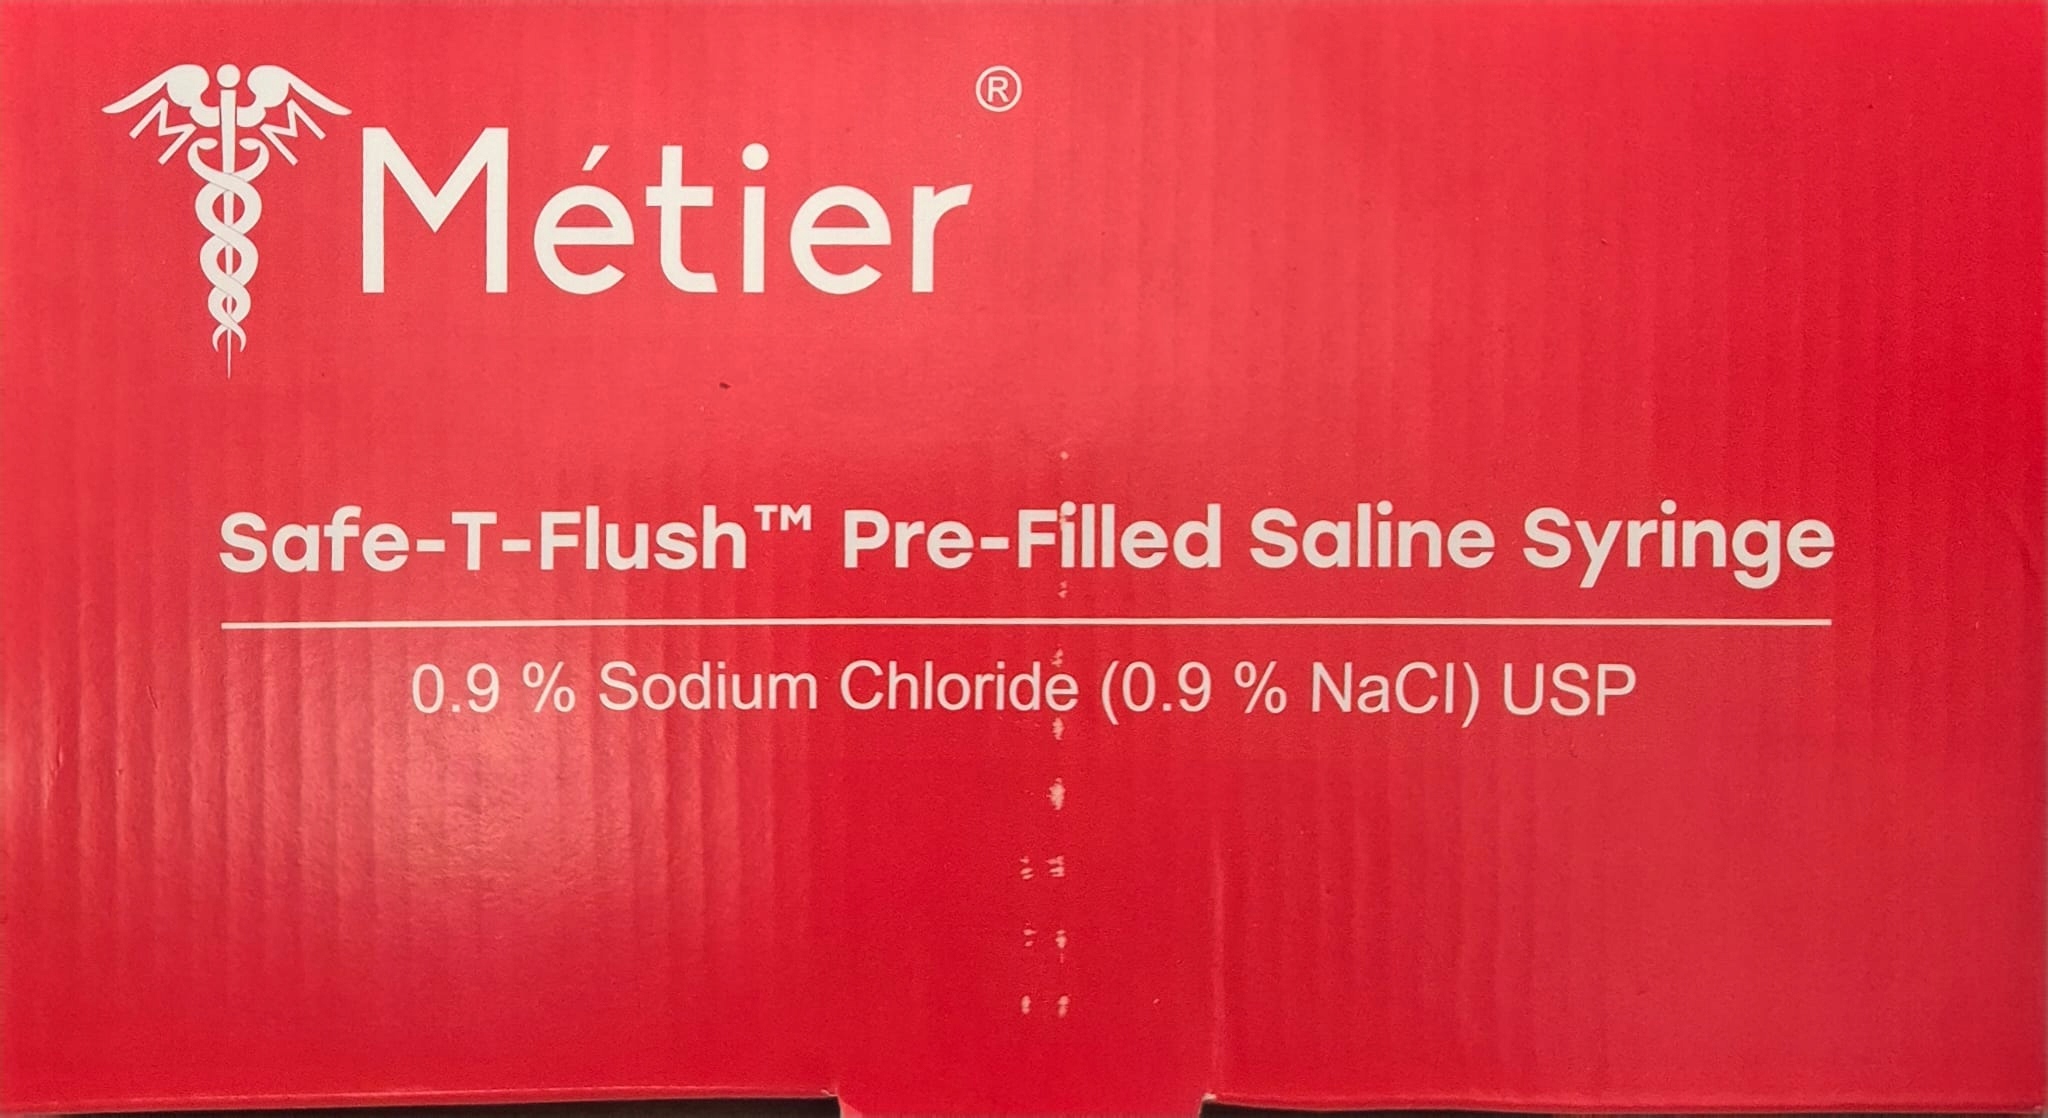 Métier®
Safe-T-Flush™ Pre-Filled Saline Syringe
0.9 % Sodium Chloride (0.9 % NaCl) USP